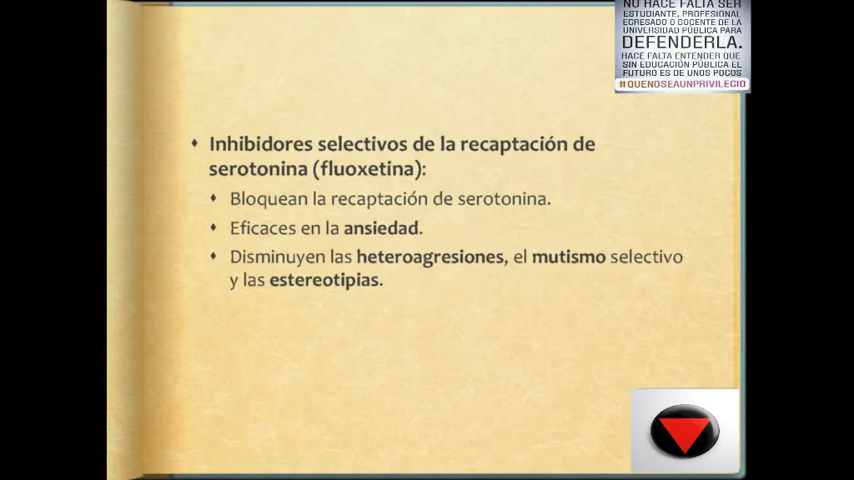 NO HACE FALTA SER
ESTUDIANTE, PROFESIONAL
EGRESADO O DOCENTE DE LA
UNIVERSIDAD PÚBLICA PARA
DEFENDERLA.
HACE FALTA ENTENDER QUE
SIN EDUCACIÓN PÚBLICA EL
FUTURO ES DE UNOS POCOS
#QUENOSEAUNPRIVILEGIO
Inhibidores selectivos de la recaptación de
serotonina (fluoxetina):
Bloquean la recaptación de serotonina.
Eficaces en la ansiedad.
Disminuyen las heteroagresiones, el mutismo selectivo
y las estereotipias.